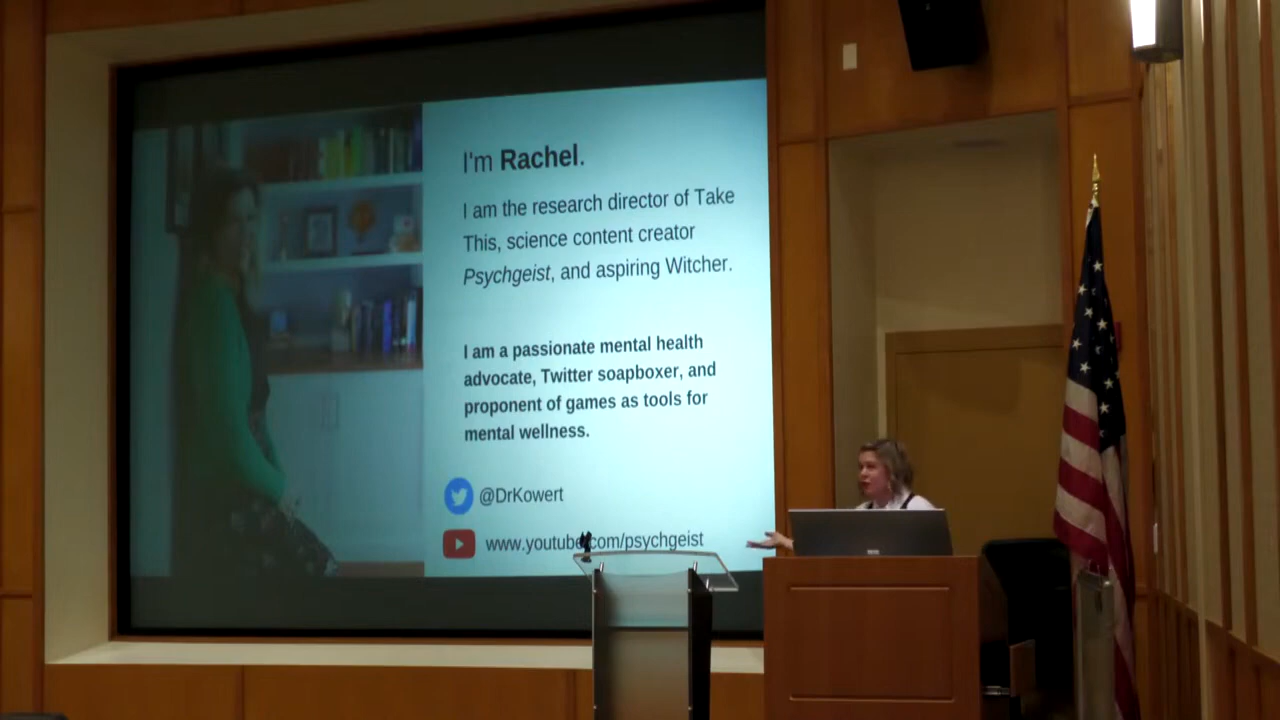 I'm Rachel.
I am the research director of Take
This, science content creator
Psychgeist, and aspiring Witcher.
I am a passionate mental health
advocate, Twitter soapboxer, and
proponent of games as tools for
mental wellness.
@DrKowert
www.youtube.com/psychgeist